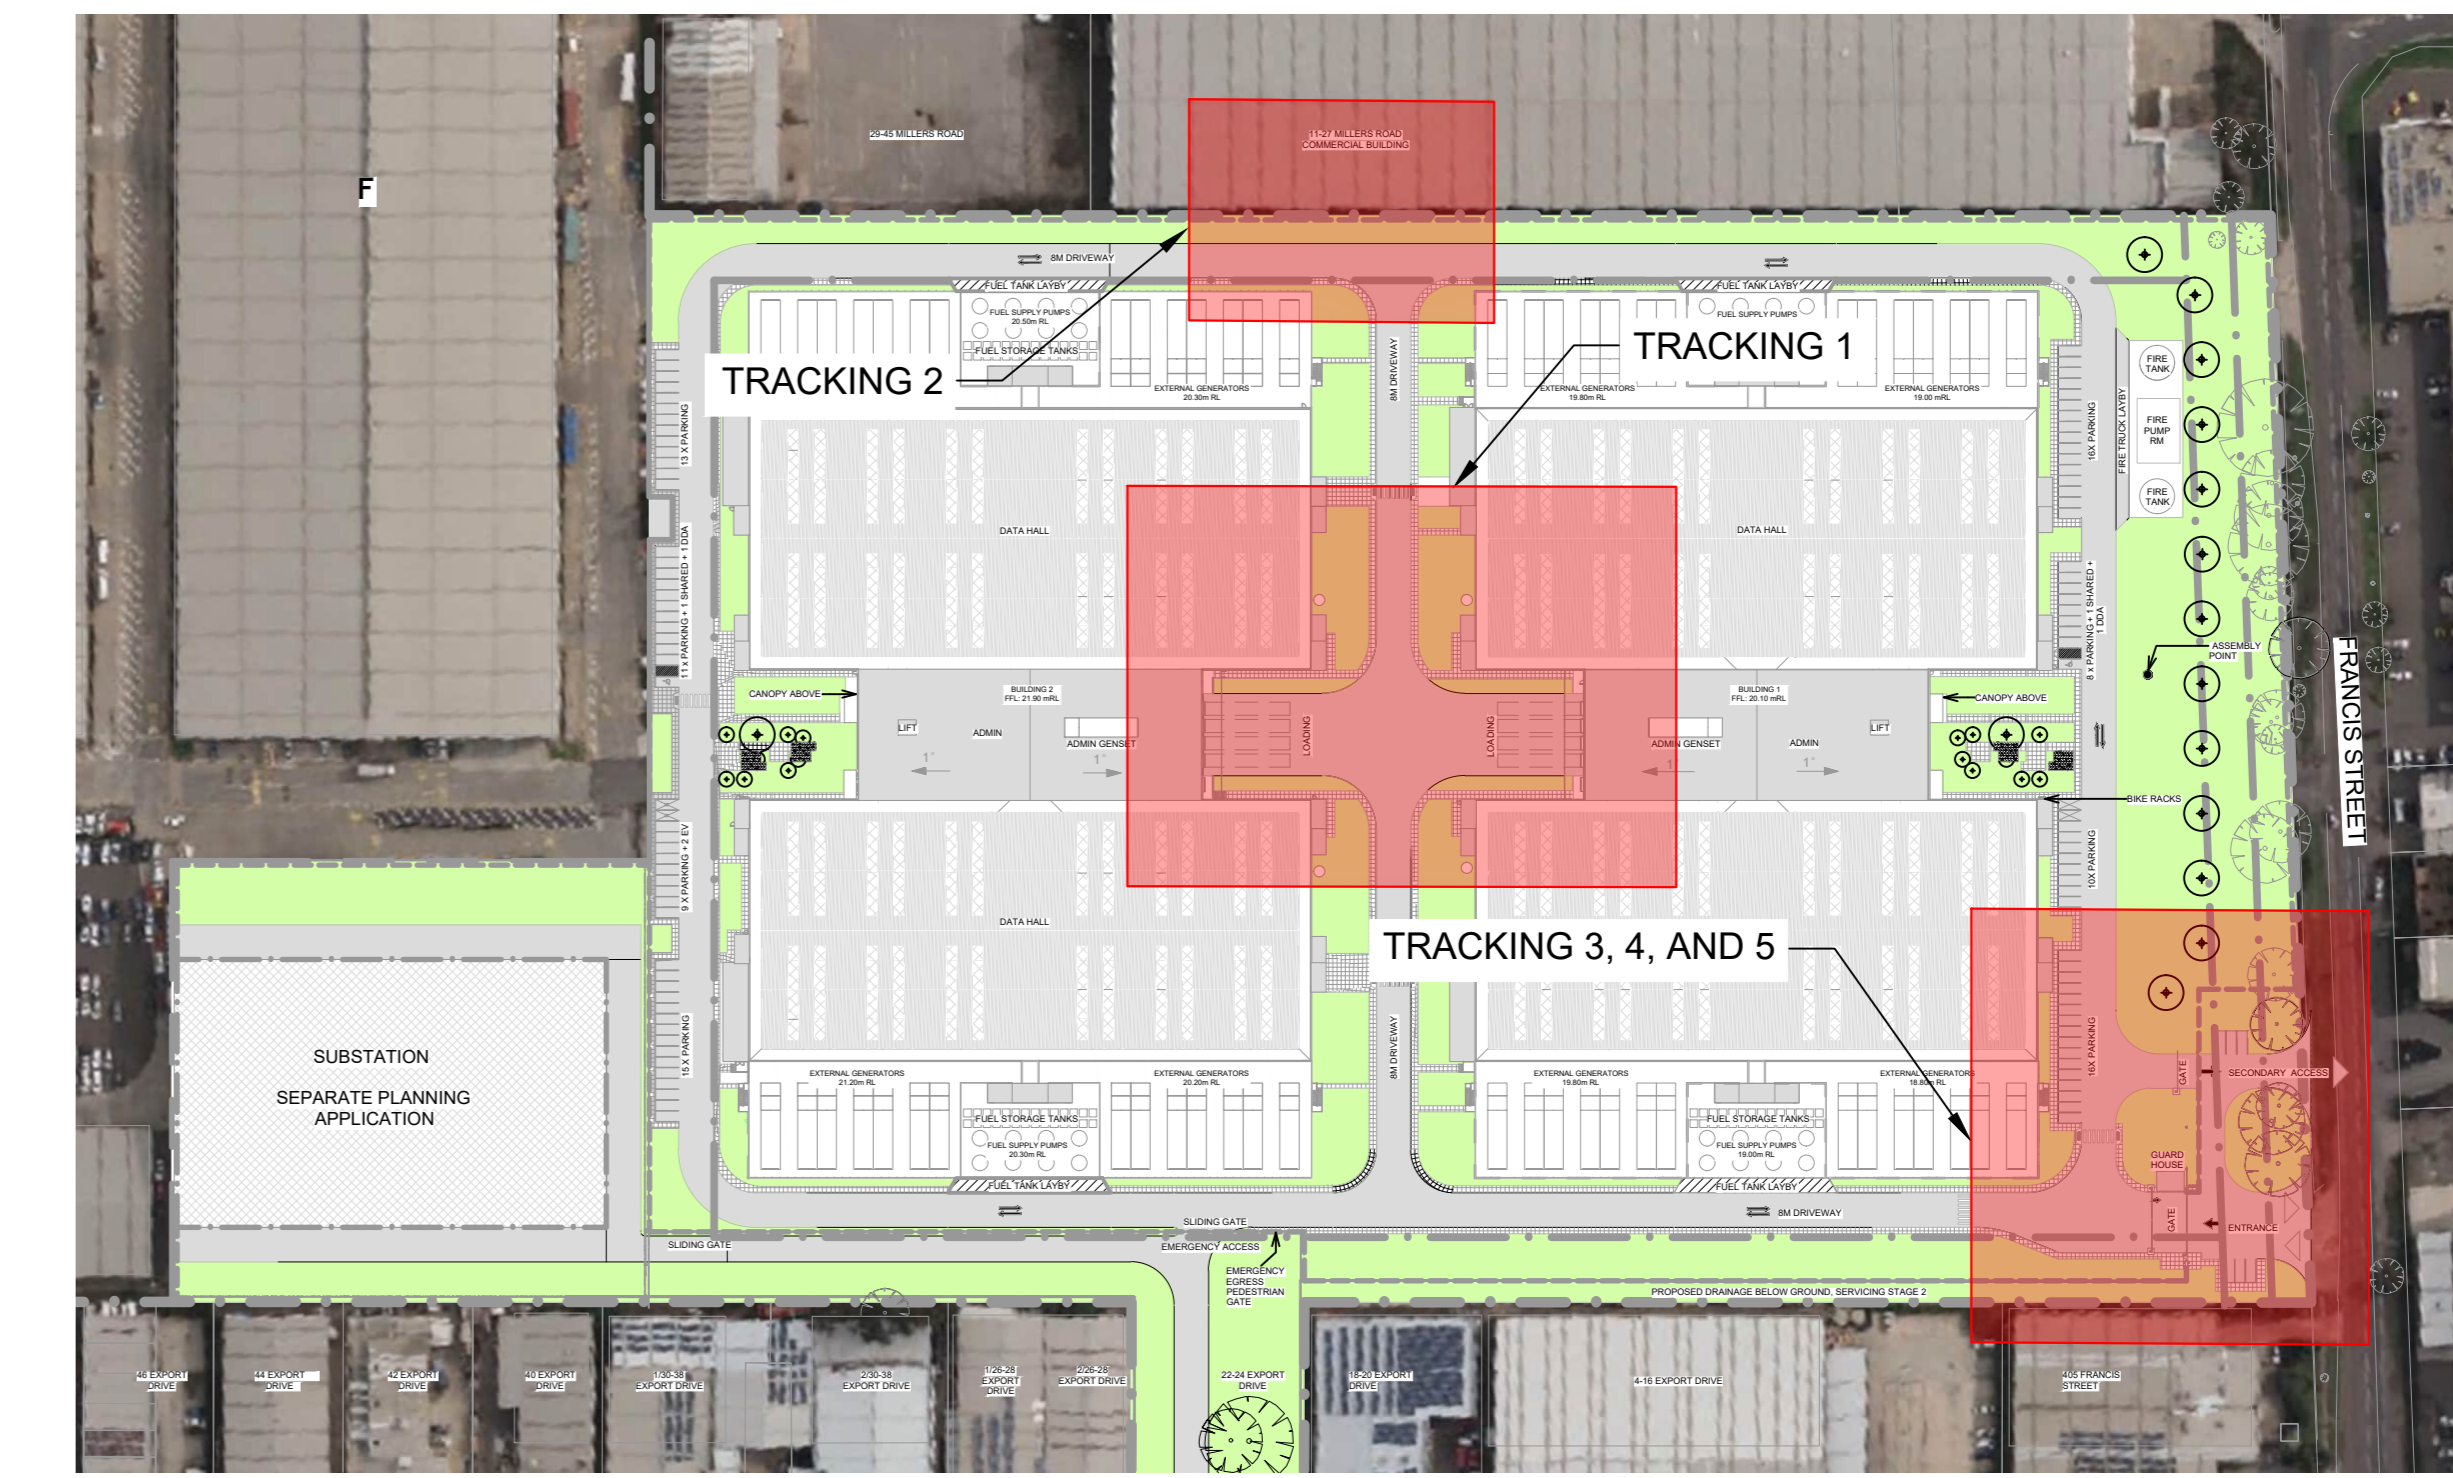 29-45 MILLERS ROAD
11-27 MILLERS ROAD
COMMERCIAL BUILDING
F
8M DRIVEWAY
FUEL TANK LAYBY
FUEL TANK LAYBY
FUEL SUPPLY PUMPS
20.50m RL
FUEL SUPPLY PUMPS
FUEL STORAGE TANKS
TRACKING 2
TRACKING 1
8M DRIVEWAY
EXTERNAL GENERATORS
20.30m RL
EXTERNAL GENERATORS
19.80m RL
EXTERNAL GENERATORS
19.00 mRL
FIRE
TANK
FIRE
PUMP
RM
FIRE
TANK
FIRE TRUCK LAYBY
13 X PARKING
16X PARKING
DATA HALL
DATA HALL
11 x PARKING + 1 SHARED + 1 DDA
8 x PARKING + 1 SHARED +
1 DDA
ASSEMBLY
POINT
FRANCIS STREET
CANOPY ABOVE
BUILDING 2
FFL: 21.90 mRL
BUILDING 1
FFL: 20.10 mRL
CANOPY ABOVE
LIFT
ADMIN
ADMIN GENSET
LOADING
LOADING
ADMIN GENSET
ADMIN
LIFT
1°
1°
1°
1°
BIKE RACKS
9 X PARKING + 2 EV
10X PARKING
DATA HALL
TRACKING 3, 4, AND 5
15 X PARKING
8M DRIVEWAY
16X PARKING
SUBSTATION
SEPARATE PLANNING
APPLICATION
EXTERNAL GENERATORS
21.20m RL
EXTERNAL GENERATORS
20.20m RL
EXTERNAL GENERATORS
19.80m RL
EXTERNAL GENERATORS
18.80m RL
GATE
SECONDARY ACCESS
FUEL STORAGE TANKS
FUEL STORAGE TANKS
FUEL SUPPLY PUMPS
20.30m RL
FUEL SUPPLY PUMPS
19.00m RL
GUARD
HOUSE
FUEL TANK LAYBY
FUEL TANK LAYBY
8M DRIVEWAY
GATE
ENTRANCE
SLIDING GATE
SLIDING GATE
EMERGENCY ACCESS
EMERGENCY
EGRESS
PEDESTRIAN
GATE
PROPOSED DRAINAGE BELOW GROUND, SERVICING STAGE 2
46 EXPORT
DRIVE
44 EXPORT
DRIVE
42 EXPORT
DRIVE
40 EXPORT
DRIVE
1/30-38
EXPORT DRIVE
2/30-38
EXPORT DRIVE
1/26-28
EXPORT
DRIVE
2/26-28
EXPORT DRIVE
22-24 EXPORT
DRIVE
18-20 EXPORT
DRIVE
4-16 EXPORT DRIVE
405 FRANCIS
STREET